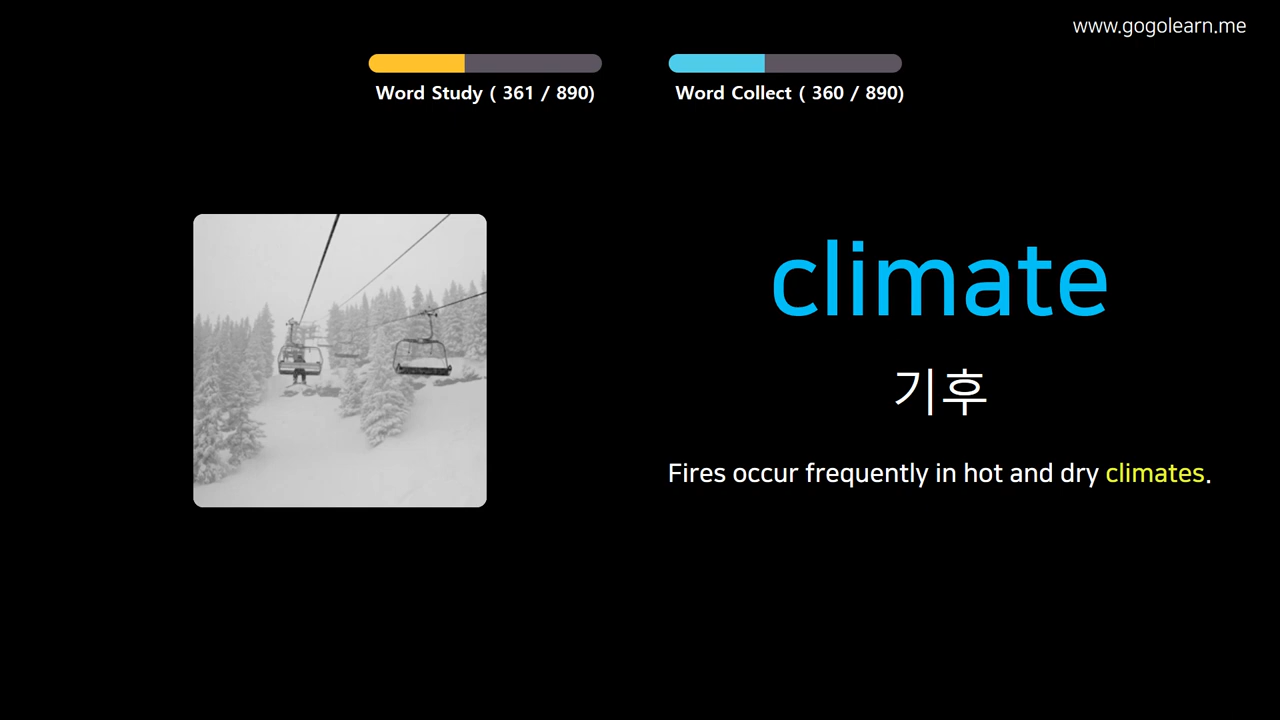 www.gogolearn.me
Word Study ( 361 / 890)
Word Collect ( 360 / 890)
climate
기후
Fires occur frequently in hot and dry climates.